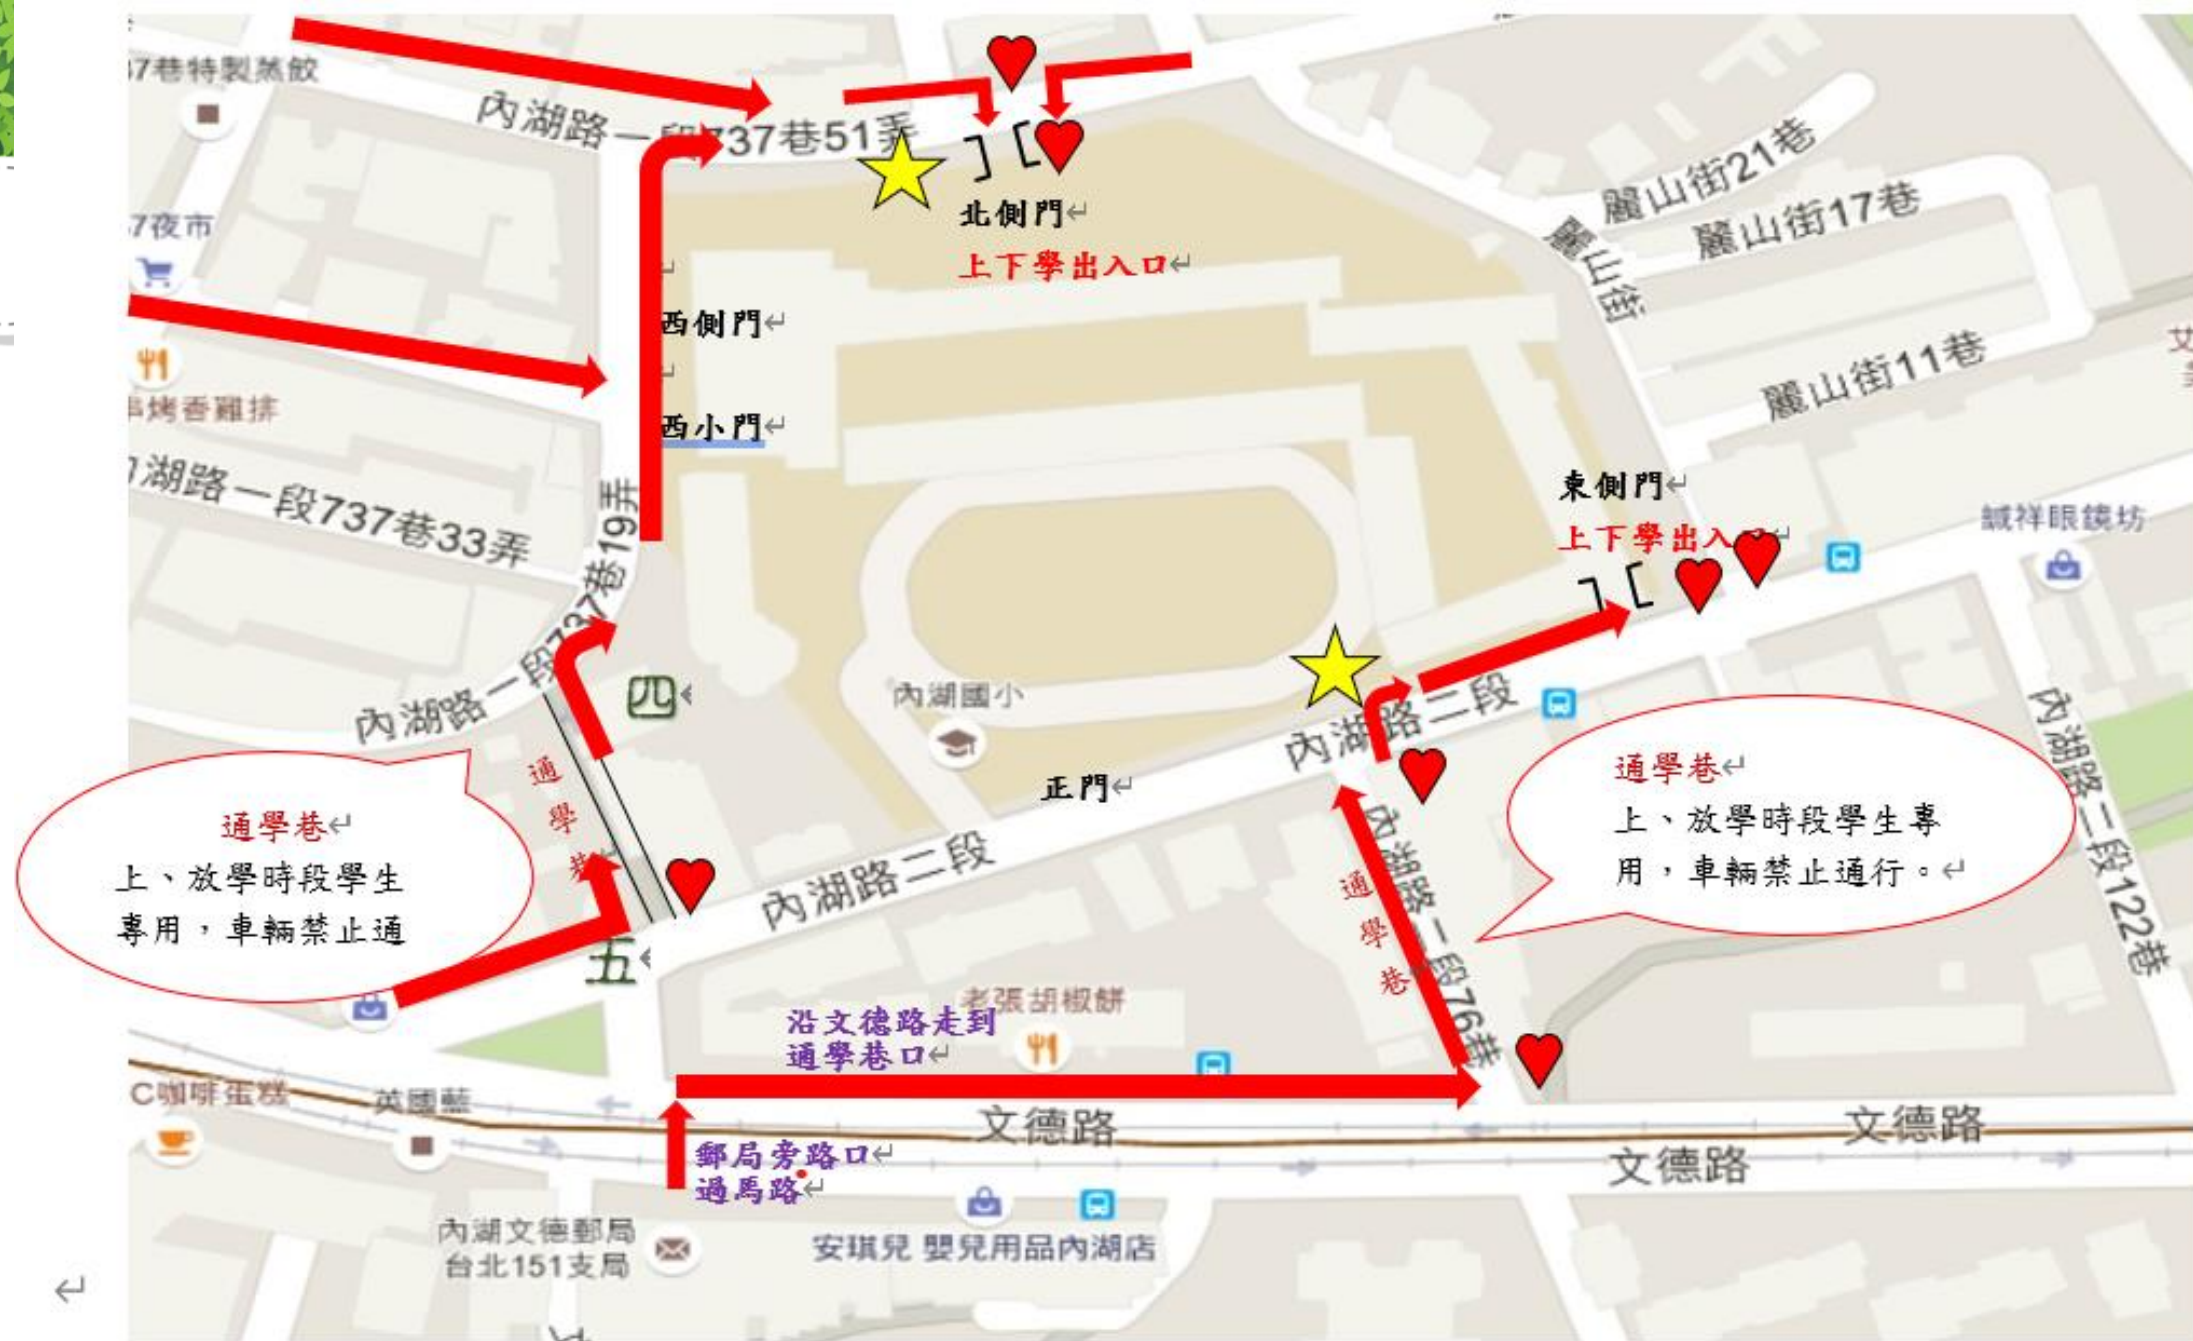 7巷特製蒸餃
內湖路一段737巷51弄
7夜市
北側門
上下學出入口
麗山街21巷
麗山街17巷
麗山街
西側門
西小門
麗山街11巷
烤香雞排
湖路一段737巷33弄
內湖路一段737巷19弄
東側門
上下學出入口
誠祥眼鏡坊
四
內湖國小
內湖路二段
正門
內湖路二段122巷
通學巷
上、放學時段學生
專用，車輛禁止通
通
學
巷
通學巷
上、放學時段學生專
用，車輛禁止通行。
內湖路二段
通
學
巷
五
老張胡椒餅
沿文德路走到
通學巷口
C咖啡蛋糕
英國藍
文德路
文德路
文德路
郵局旁路口
過馬路
內湖文德郵局
台北151支局
安琪兒 嬰兒用品內湖店